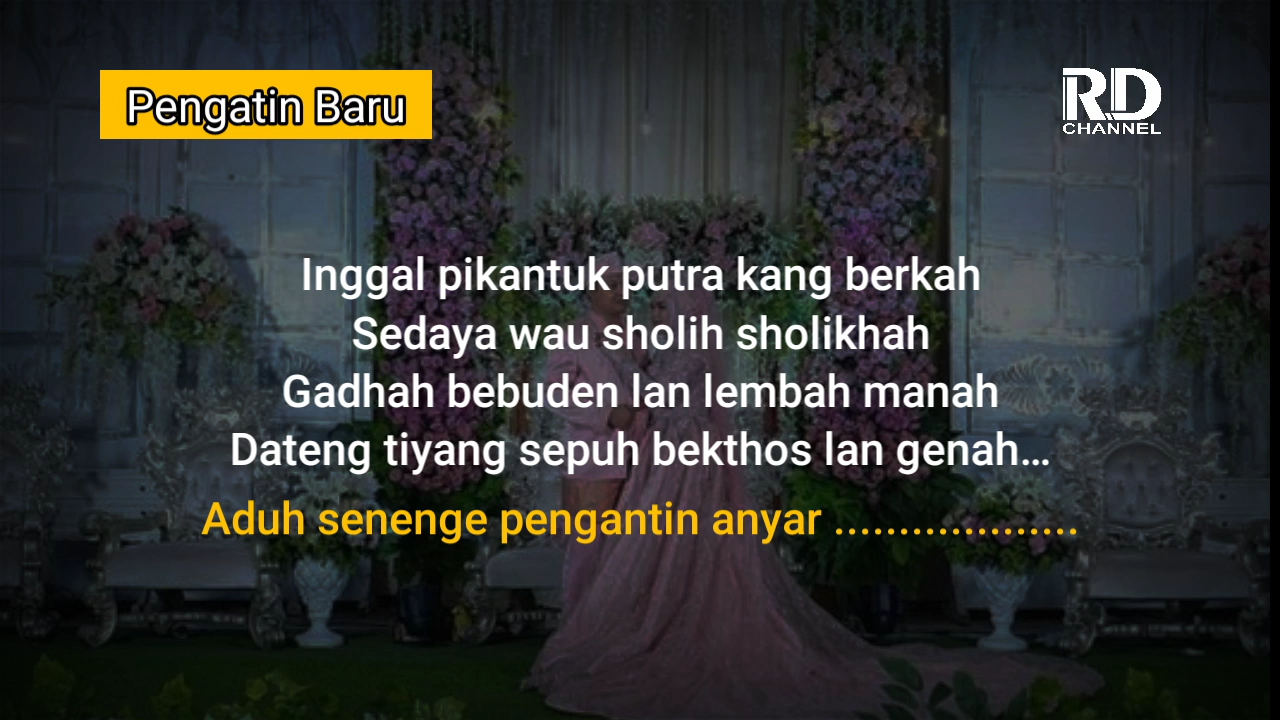 Pengatin Baru
RD
CHANNEL
Inggal pikantuk putra kang berkah
Sedaya wau sholih sholikhah
Gadhah bebuden lan lembah manah
Dateng tiyang sepuh bekthos lan genah...
Aduh senenge pengantin anyar ...................